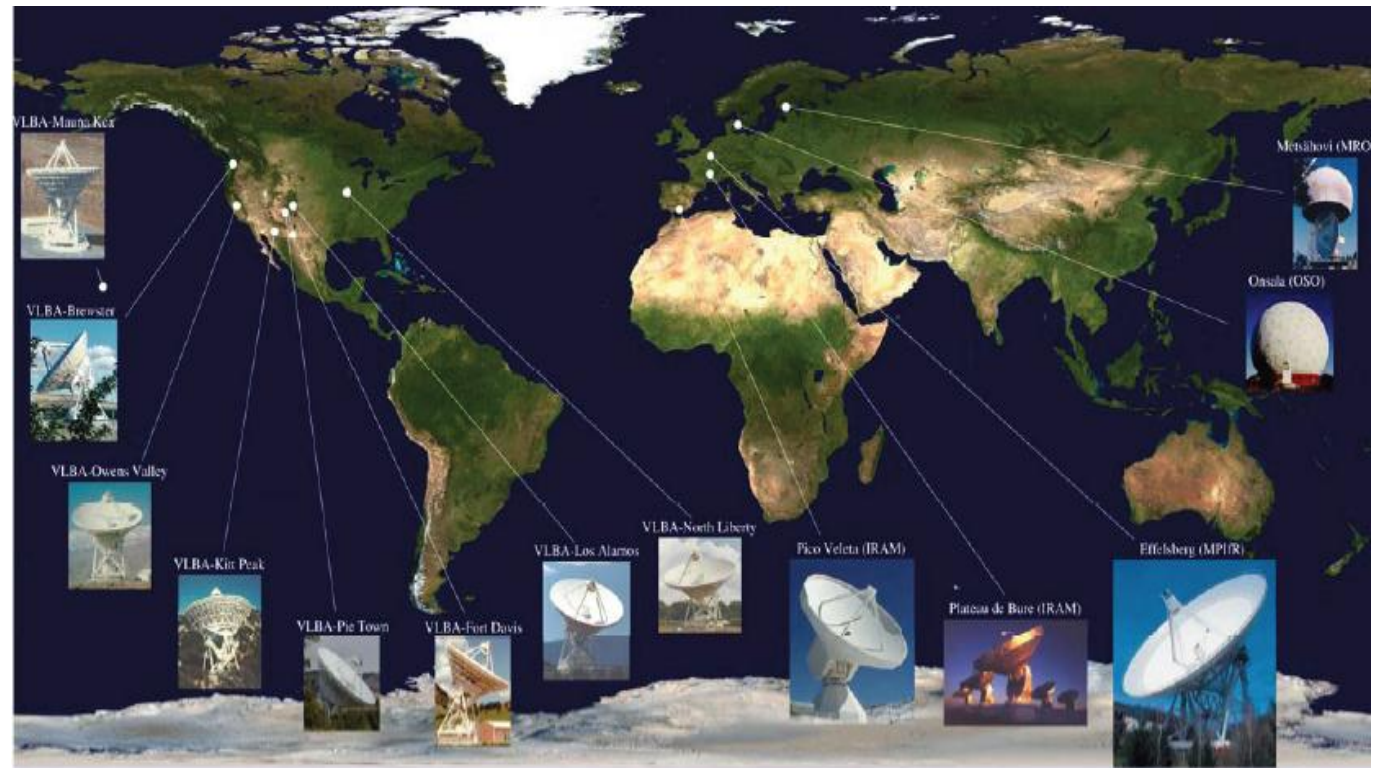 VLBA-Mauna Kea
Metsähovi (MRO
Onsala (OSO)
VLBA-Brewster
VLBA-Owens Valley
VLBA-North Liberty
VLBA-Los Alamos
Pico Veleta (IRAM)
Effelsberg (MPIfR)
VLBA-Kitt Peak
Plateau de Bure (IRAM)
VLBA-Pie Town
VLBA-Fort Davis